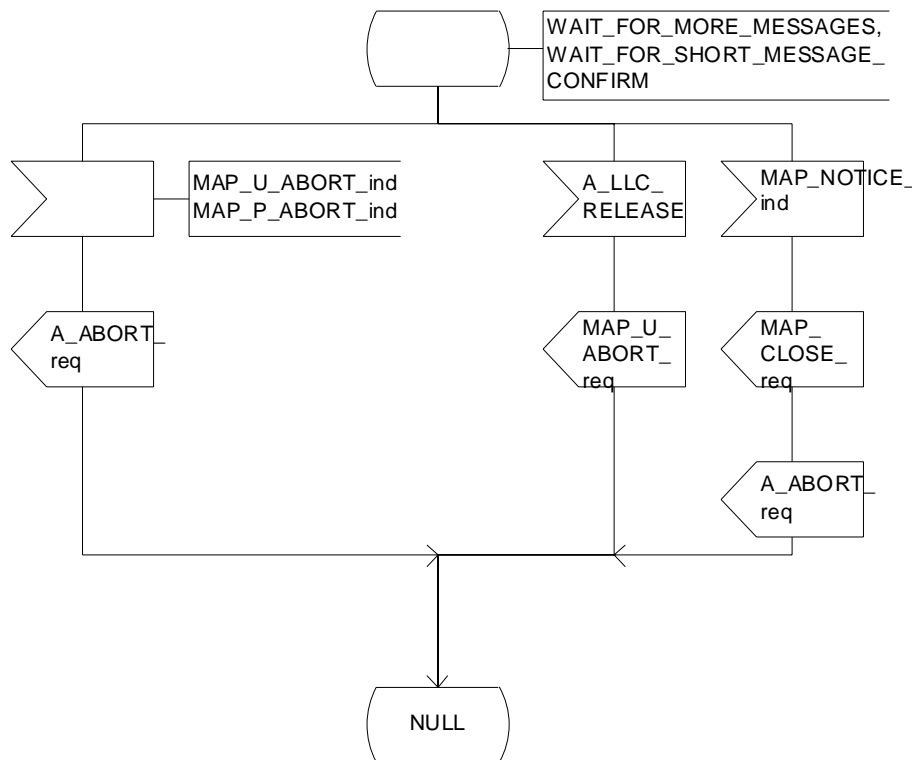 WAIT_FOR_MORE_MESSAGES,
WAIT_FOR_SHORT_MESSAGE_
CONFIRM
MAP_U_ABORT_ind
MAP_P_ABORT_ind
A_LLC_
RELEASE
MAP_NOTICE_
ind
A_ABORT_
req
MAP_U_
ABORT_
req
MAP_
CLOSE_
req
A_ABORT_
req
NULL